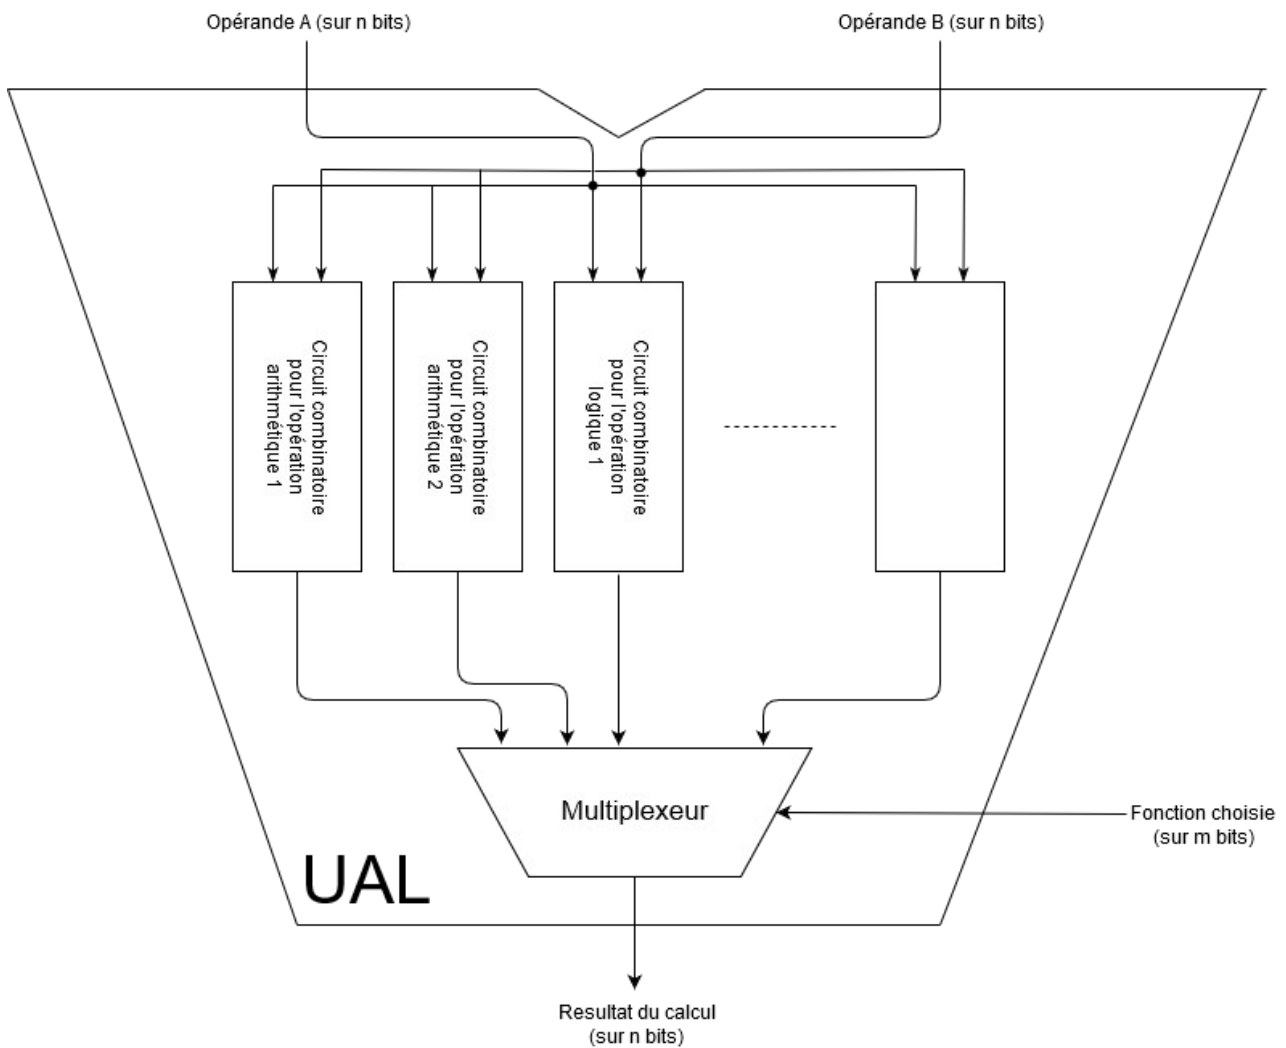 Opérande A (sur n bits)
Opérande B (sur n bits)
Circuit combinatoire
pour l'opération
arithmétique 1
Circuit combinatoire
pour l'opération
arithmétique 2
Circuit combinatoire
pour l'opération
logique 1
Multiplexeur
Fonction choisie
(sur m bits)
UAL
Resultat du calcul
(sur n bits)